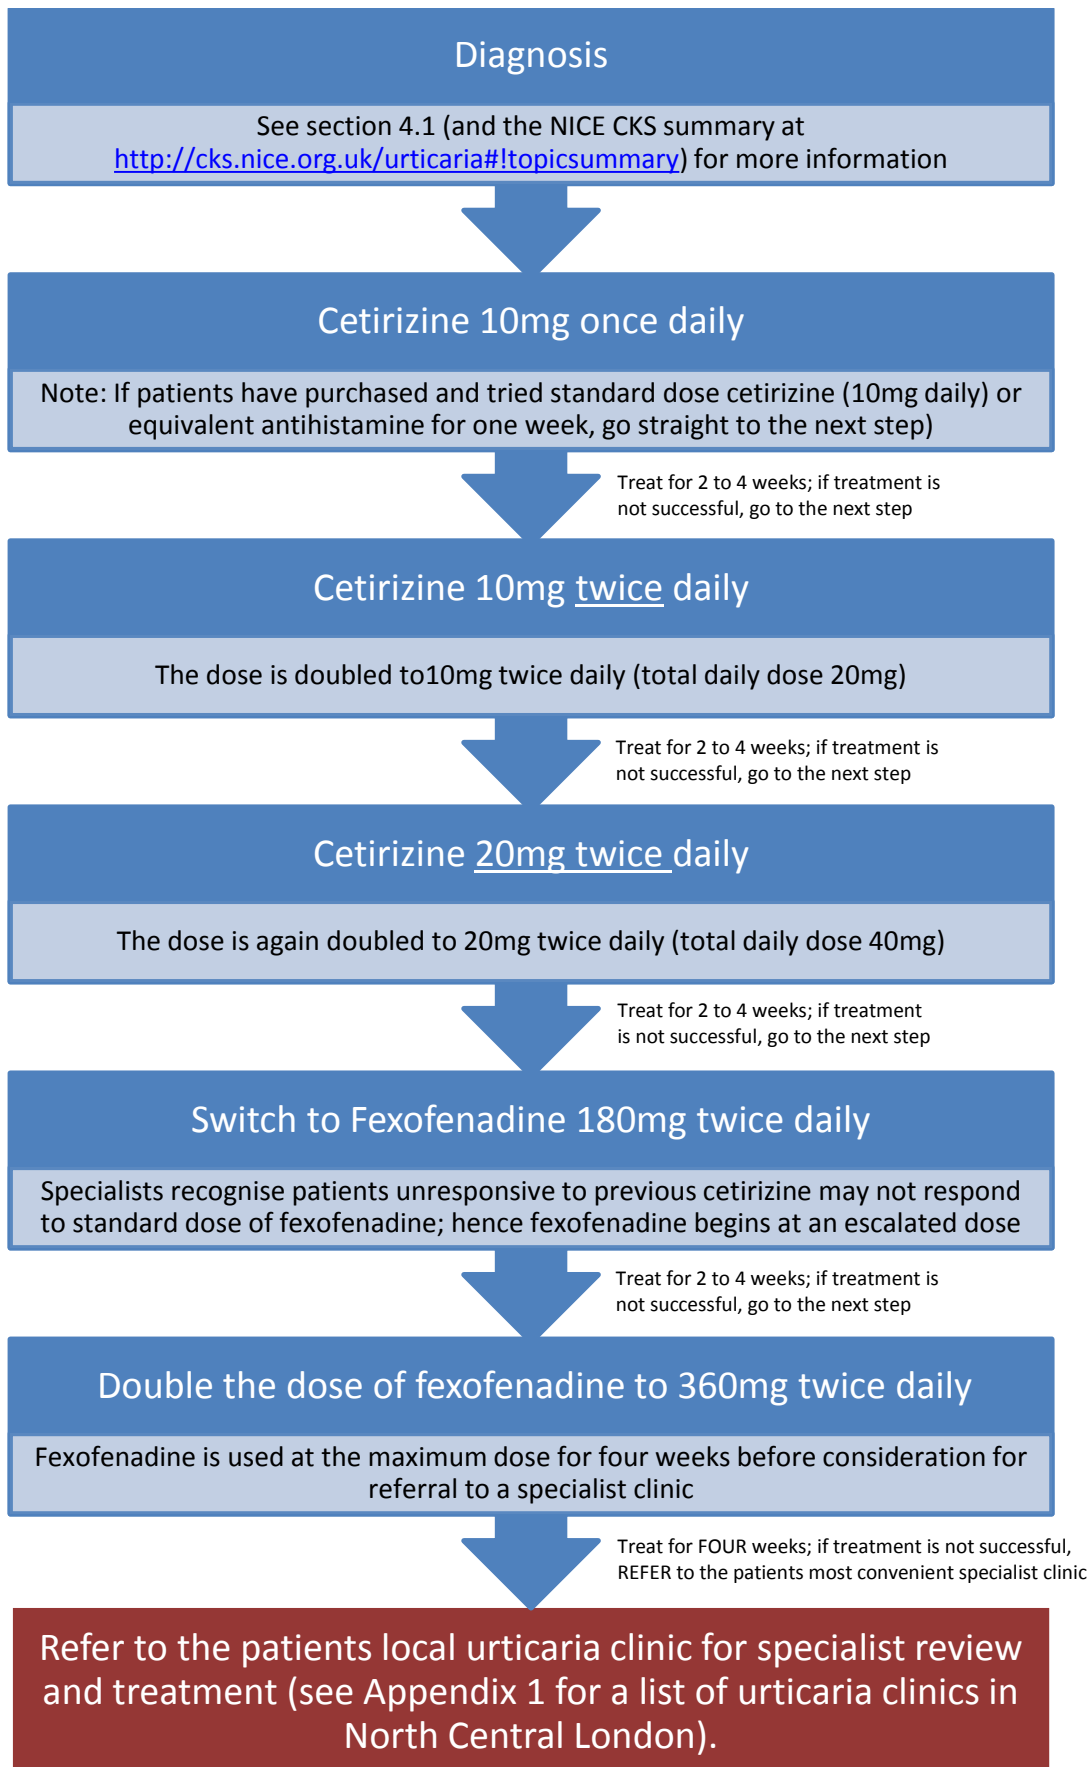 Diagnosis
See section 4.1 (and the NICE CKS summary at
http://cks.nice.org.uk/urticaria#!topicsummary) for more information
Cetirizine 10mg once daily
Note: If patients have purchased and tried standard dose cetirizine (10mg daily) or
equivalent antihistamine for one week, go straight to the next step)
Treat for 2 to 4 weeks; if treatment is
not successful, go to the next step
Cetirizine 10mg twice daily
The dose is doubled to10mg twice daily (total daily dose 20mg)
Treat for 2 to 4 weeks; if treatment is
not successful, go to the next step
Cetirizine 20mg twice daily
The dose is again doubled to 20mg twice daily (total daily dose 40mg)
Treat for 2 to 4 weeks; if treatment
is not successful, go to the next step
Switch to Fexofenadine 180mg twice daily
Specialists recognise patients unresponsive to previous cetirizine may not respond
to standard dose of fexofenadine; hence fexofenadine begins at an escalated dose
Treat for 2 to 4 weeks; if treatment is
not successful, go to the next step
Double the dose of fexofenadine to 360mg twice daily
Fexofenadine is used at the maximum dose for four weeks before consideration for
referral to a specialist clinic
Treat for FOUR weeks; if treatment is not successful,
REFER to the patients most convenient specialist clinic
Refer to the patients local urticaria clinic for specialist review
and treatment (see Appendix 1 for a list of urticaria clinics in
North Central London).